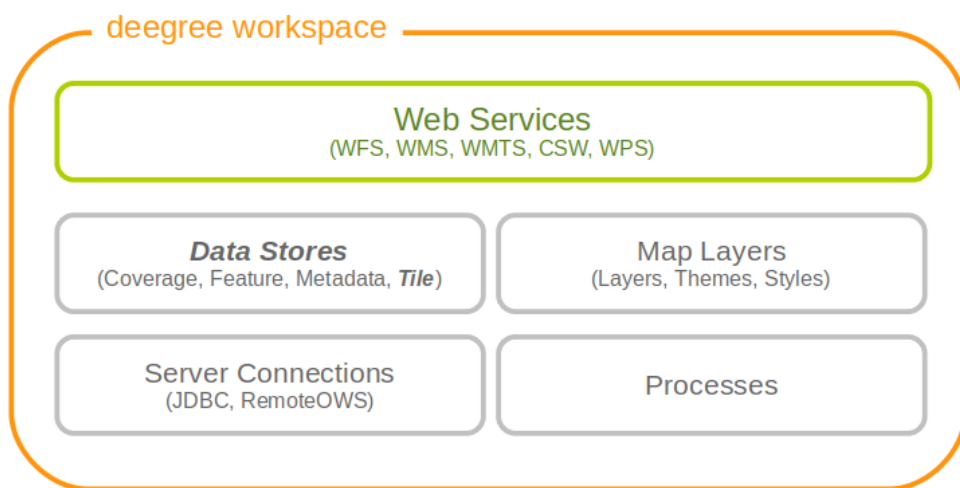 deegree workspace
Web Services
(WFS, WMS, WMTS, CSW, WPS)
Data Stores
(Coverage, Feature, Metadata, Tile)
Map Layers
(Layers, Themes, Styles)
Server Connections
(JDBC, RemoteOWS)
Processes